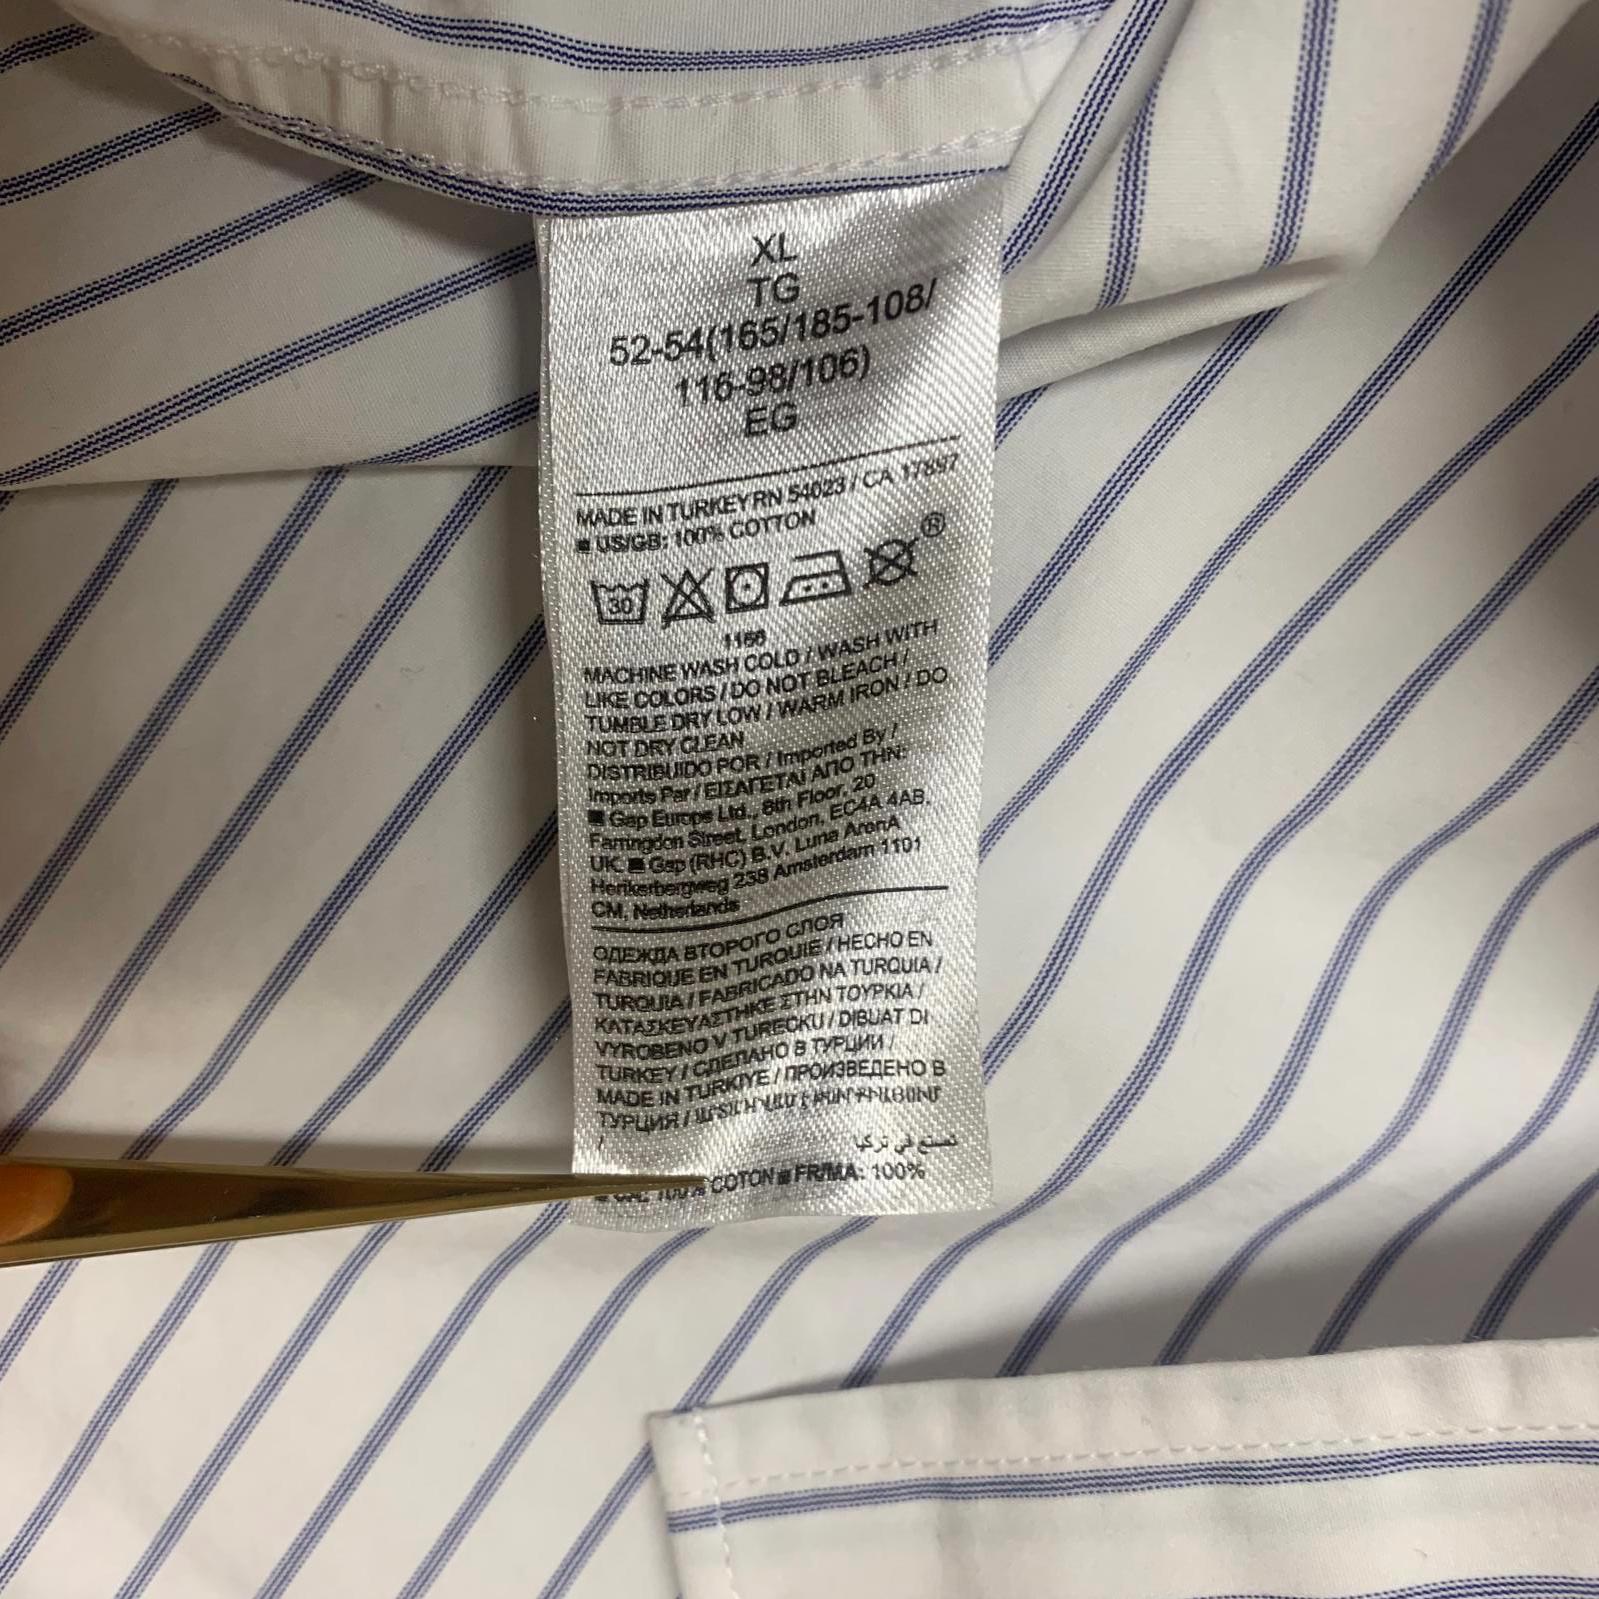 XL
TG
52-54(165/185-108/
116-98/106)
EG
MADE IN TURKEY RN 54023 / CA 17897
■ US/GB: 100% COTTON
30
®
1166
MACHINE WASH COLD / WASH WITH
LIKE COLORS / DO NOT BLEACH /
TUMBLE DRY LOW / WARM IRON / DO
NOT DRY CLEAN
DISTRIBUIDO POR / Imported By /
Imports Par / ΕΙΣΑΓΕΤΑΙ ΑΠΟ ΤΗΝ:
■ Gap Europe Ltd., 8th Floor, 20
Farringdon Street, London, EC4A 4AB,
UK. ■ Gap (RHC) B.V. Luna ArenA
Herikerbergweg 238 Amsterdam 1101
CM, Netherlands
ОДЕЖДА ВТОРОГО СЛОЯ
FABRIQUE EN TURQUIE / HECHO EN
TURQUIA / FABRICADO NA TURQUIA /
ΚΑΤΑΣΚΕΥΑΣΤΗΚΕ ΣΤΗΝ ΤΟΥΡΚΙΑ /
VYROBENO V TURECKU / DIBUAT DI
TURKEY / СДЕЛАНО В ТУРЦИИ /
MADE IN TURKIYE / ПРОИЗВЕДЕНО В
ТУРЦИЯ /
/ تصنع في تركيا
■ CA: 100% COTON ■ FR/MA: 100%